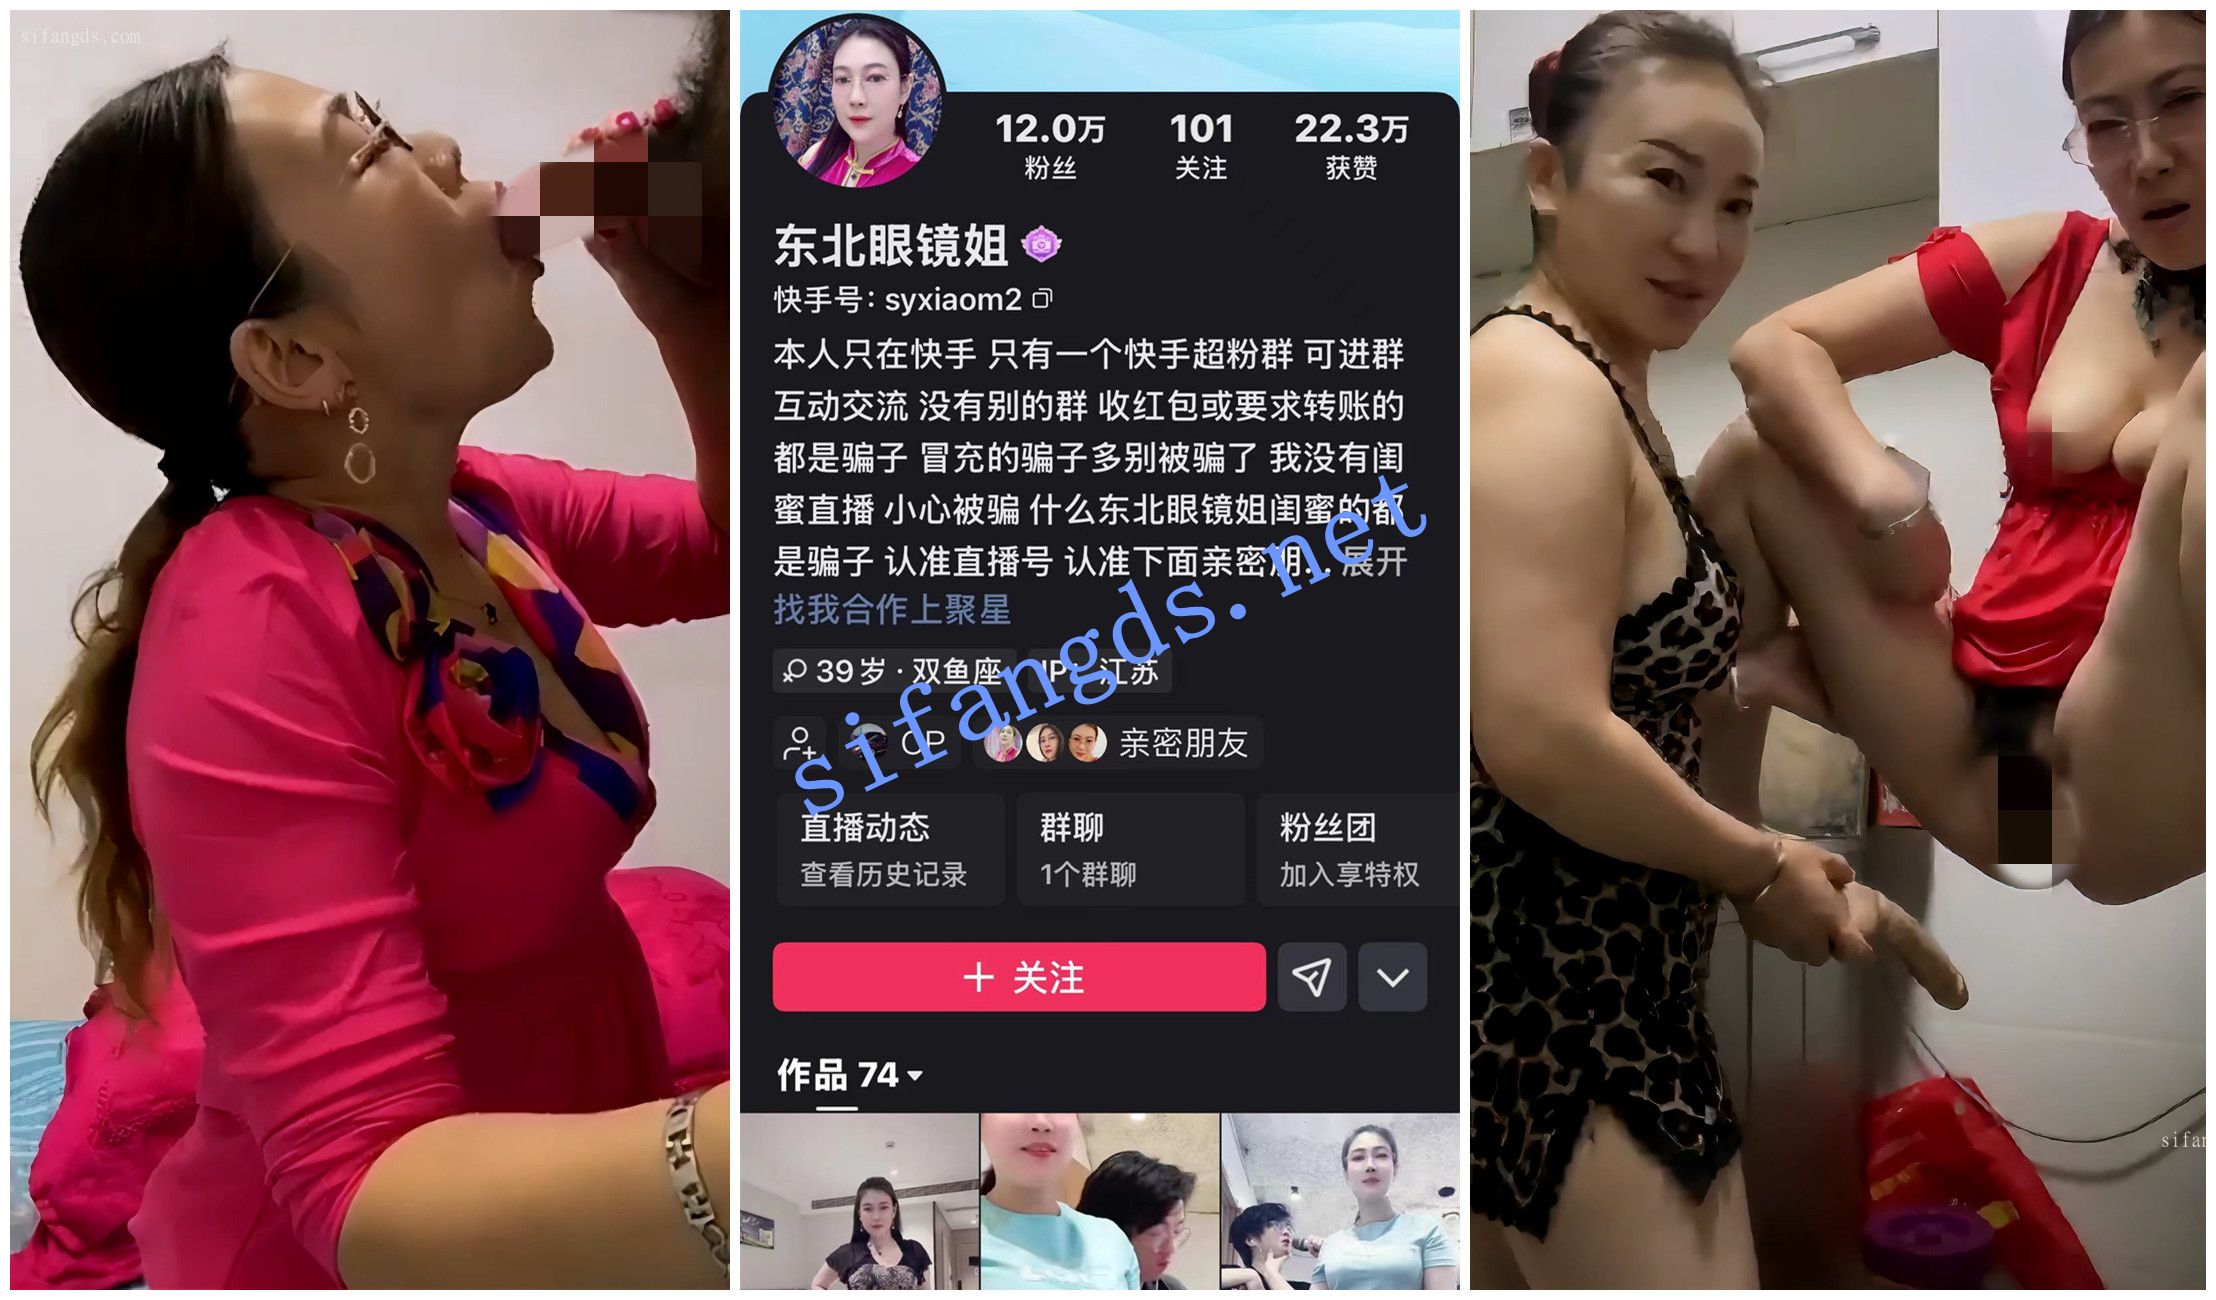 sifangds.com
12.0万
101
22.3万
粉丝
关注
获赞
东北眼镜姐
快手号：syxiaom2
本人只在快手 只有一个快手超粉群 可进群
互动交流 没有别的群 收红包或要求转账的
都是骗子 冒充的骗子多别被骗了 我没有闺
蜜直播 小心被骗 什么东北眼镜姐闺蜜的都
是骗子 认准直播号 认准下面亲密朋... 展开
找我合作上聚星
39岁 · 双鱼座
江苏
CP
亲密朋友
sifangds.net
直播动态
群聊
粉丝团
查看历史记录
1个群聊
加入享特权
关注
作品 74
sifan